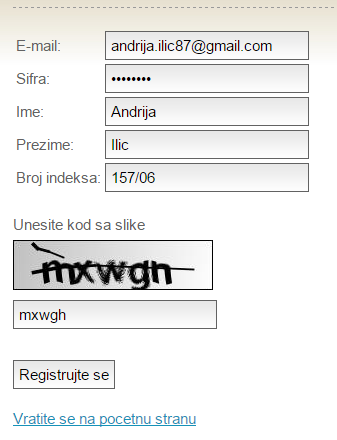 E-mail: andrija.ilic87@gmail.com
Sifra: ••••••••
Ime: Andrija
Prezime: Ilic
Broj indeksa: 157/06
Unesite kod sa slike
mxwgh
mxwgh
Registrujte se
Vratite se na pocetnu stranu